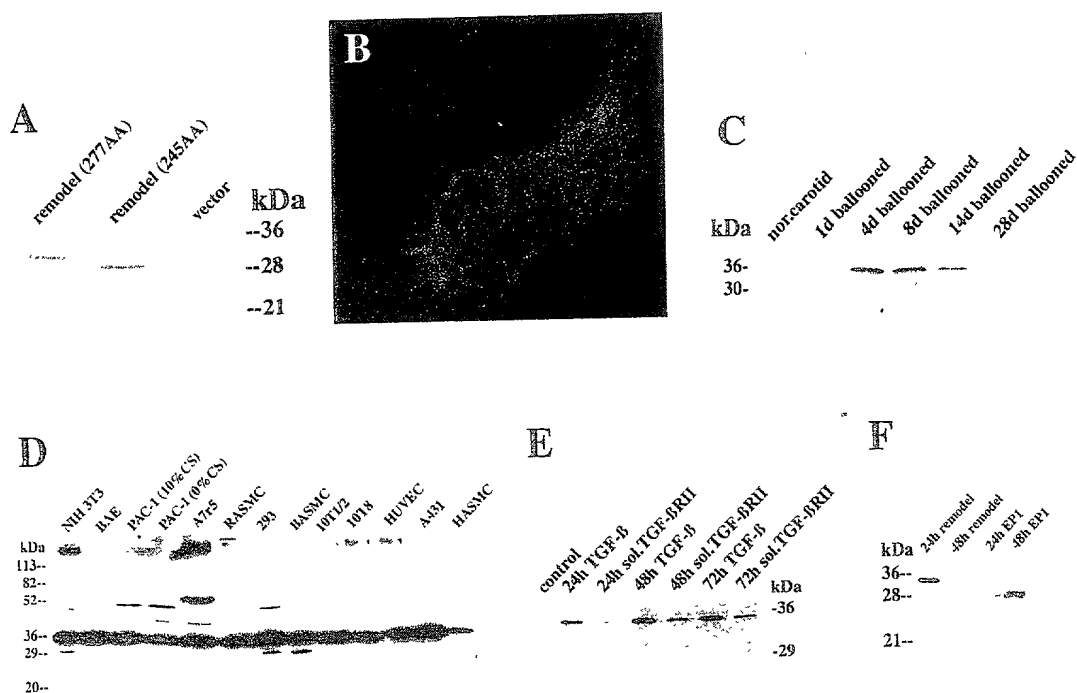 A
remodel (277AA)
remodel (245AA)
vector
kDa
--36
--28
--21
B
C
nor.carotid
1d ballooned
4d ballooned
8d ballooned
14d ballooned
28d ballooned
kDa
36-
30-
D
NIH 3T3
BAE
PAC-1 (10%CS)
PAC-1 (0%CS)
A7r5
RASMC
293
BASMC
10T1/2
10T8
HUVEC
A431
HASMC
kDa
113--
82--
52--
36--
29--
20--
E
control
24h TGF-ß
24h sol.TGF-ßRII
48h TGF-ß
48h sol.TGF-ßRII
72h TGF-ß
72h sol.TGF-ßRII
kDa
-36
-29
F
24h remodel
48h remodel
24h EP1
48h EP1
kDa
36--
28--
21--